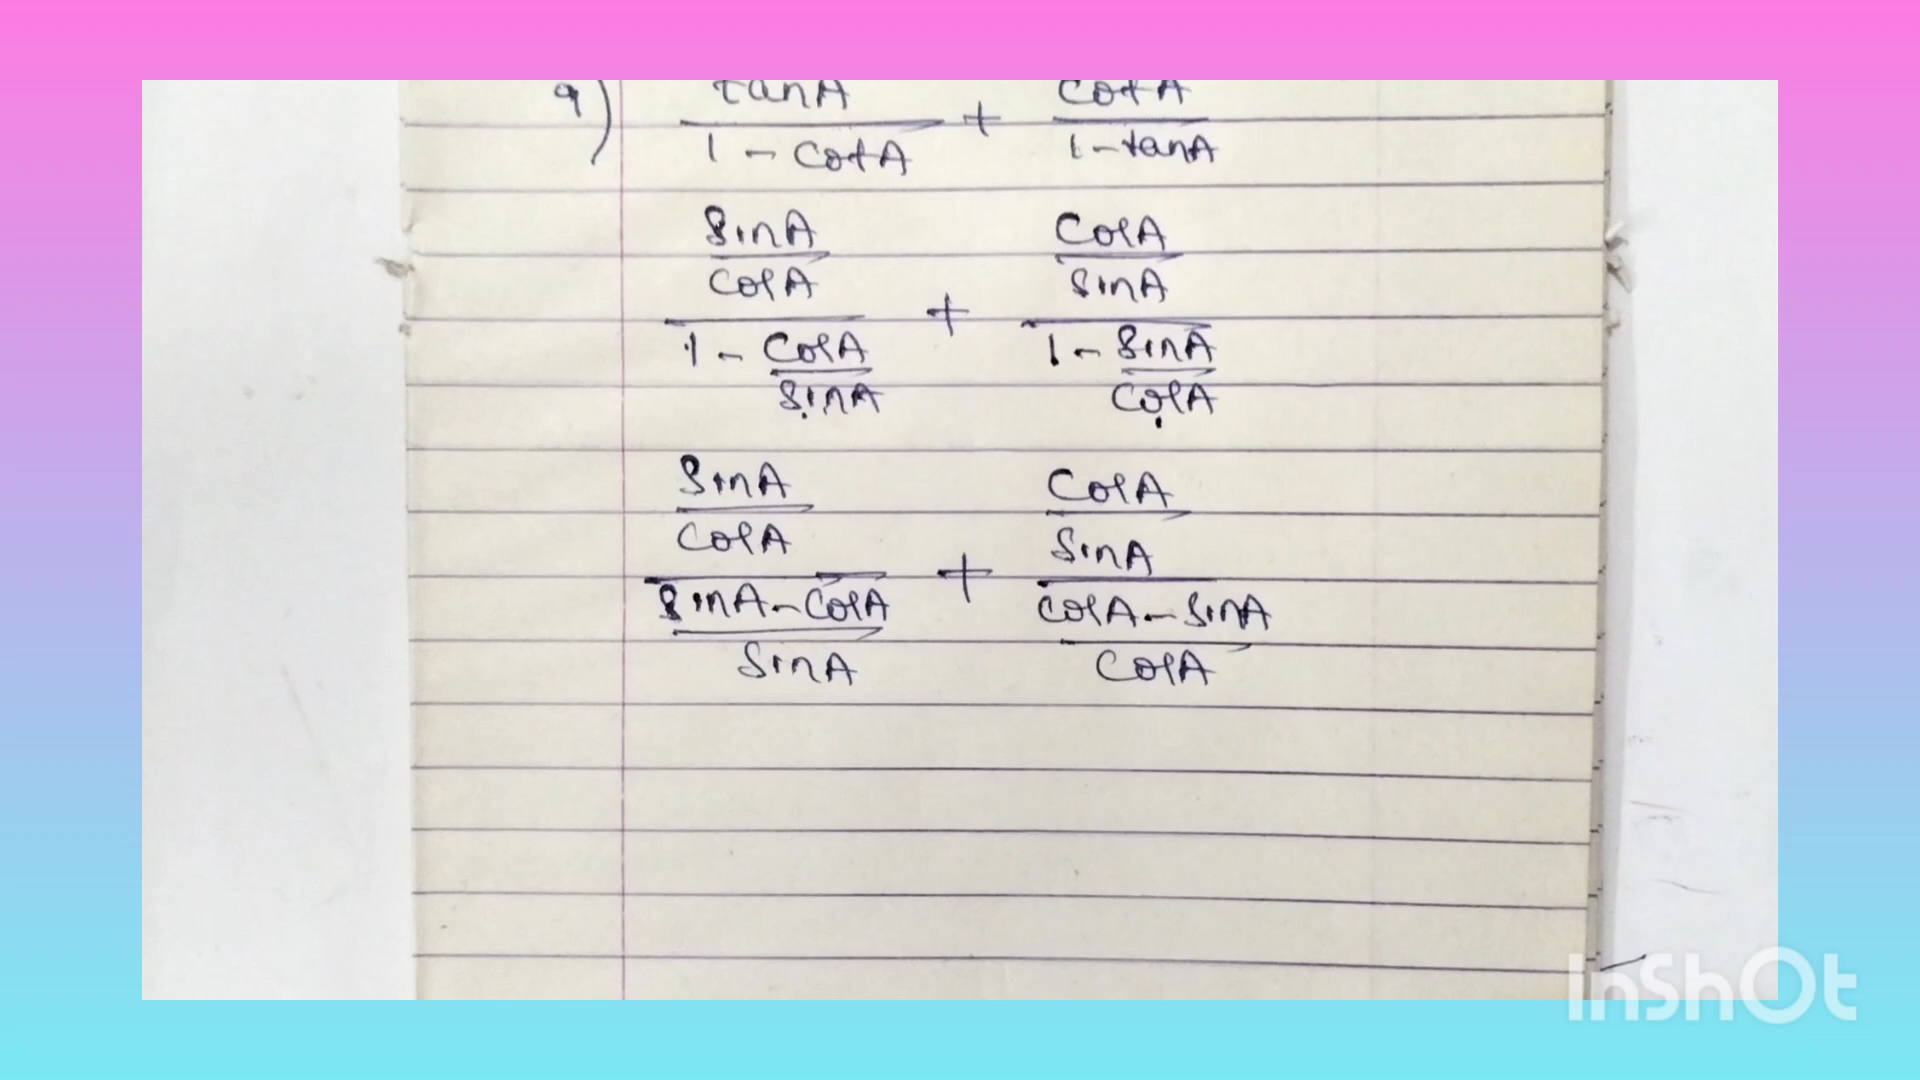 9) tanA / 1 - cotA + cotA / 1 - tanA
sinA / cosA / 1 - cosA / sinA + cosA / sinA / 1 - sinA / cosA
sinA / cosA / sinA - cosA / sinA + cosA / sinA / cosA - sinA / cosA
InShOt